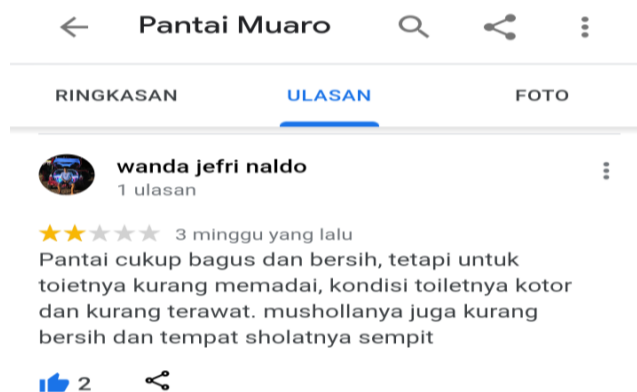 Pantai Muaro
RINGKASAN ULASAN FOTO
wanda jefri naldo
1 ulasan
3 minggu yang lalu
Pantai cukup bagus dan bersih, tetapi untuk
toietnya kurang memadai, kondisi toiletnya kotor
dan kurang terawat. mushollanya juga kurang
bersih dan tempat sholatnya sempit
2